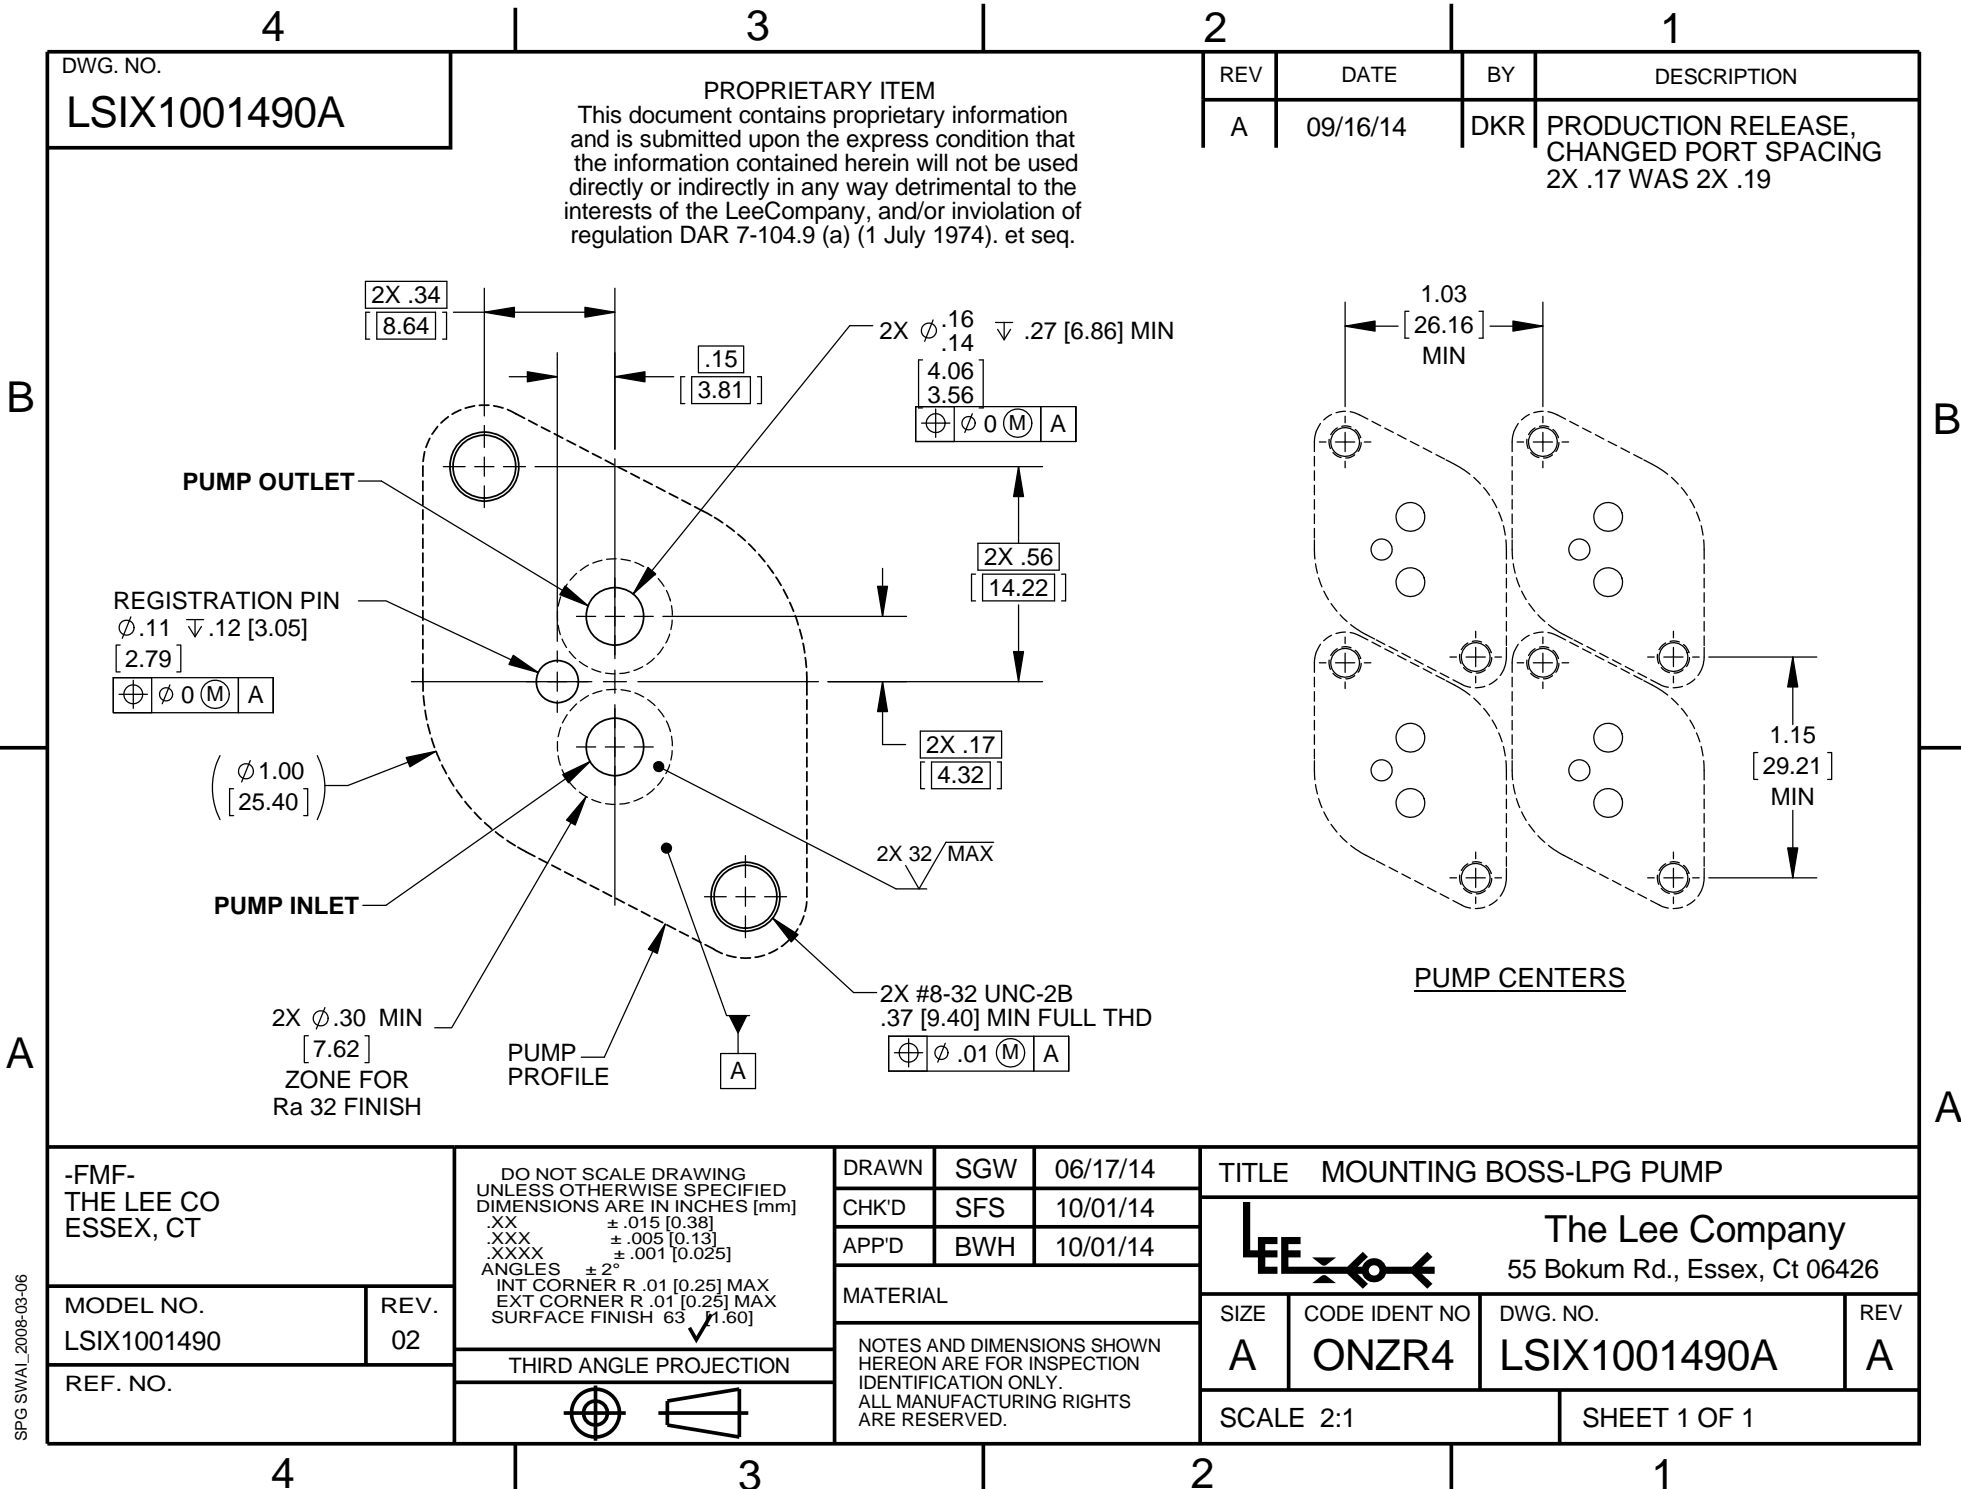 4 3 2 1
DWG. NO.
LSIX1001490A
PROPRIETARY ITEM
This document contains proprietary information
and is submitted upon the express condition that
the information contained herein will not be used
directly or indirectly in any way detrimental to the
interests of the LeeCompany, and/or inviolation of
regulation DAR 7-104.9 (a) (1 July 1974). et seq.
REV DATE BY DESCRIPTION
A 09/16/14 DKR PRODUCTION RELEASE,
CHANGED PORT SPACING
2X .17 WAS 2X .19
B
B
2X .34
[8.64]
.15
[3.81]
2X ⌀ .16 ↧ .27 [6.86] MIN
.14
[4.06
3.56]
⌖ ⌀ 0 Ⓜ A
PUMP OUTLET
2X .56
[14.22]
REGISTRATION PIN
⌀.11 ↧.12 [3.05]
[2.79]
⌖ ⌀ 0 Ⓜ A
(⌀1.00
[25.40])
2X .17
[4.32]
2X 32 MAX
PUMP INLET
2X ⌀.30 MIN
[7.62]
ZONE FOR
Ra 32 FINISH
PUMP
PROFILE
A
2X #8-32 UNC-2B
.37 [9.40] MIN FULL THD
⌖ ⌀ .01 Ⓜ A
1.03
[26.16]
MIN
1.15
[29.21]
MIN
PUMP CENTERS
A
A
SPG SWAI_2008-03-06
-FMF-
THE LEE CO
ESSEX, CT
MODEL NO.
LSIX1001490
REV.
02
REF. NO.
DO NOT SCALE DRAWING
UNLESS OTHERWISE SPECIFIED
DIMENSIONS ARE IN INCHES [mm]
.XX ± .015 [0.38]
.XXX ± .005 [0.13]
.XXXX ± .001 [0.025]
ANGLES ± 2°
INT CORNER R .01 [0.25] MAX
EXT CORNER R .01 [0.25] MAX
SURFACE FINISH 63 [1.60]
THIRD ANGLE PROJECTION
DRAWN SGW 06/17/14
CHK'D SFS 10/01/14
APP'D BWH 10/01/14
MATERIAL
NOTES AND DIMENSIONS SHOWN
HEREON ARE FOR INSPECTION
IDENTIFICATION ONLY.
ALL MANUFACTURING RIGHTS
ARE RESERVED.
TITLE MOUNTING BOSS-LPG PUMP
LEE
The Lee Company
55 Bokum Rd., Essex, Ct 06426
SIZE
A
CODE IDENT NO
ONZR4
DWG. NO.
LSIX1001490A
REV
A
SCALE 2:1
SHEET 1 OF 1
4 3 2 1